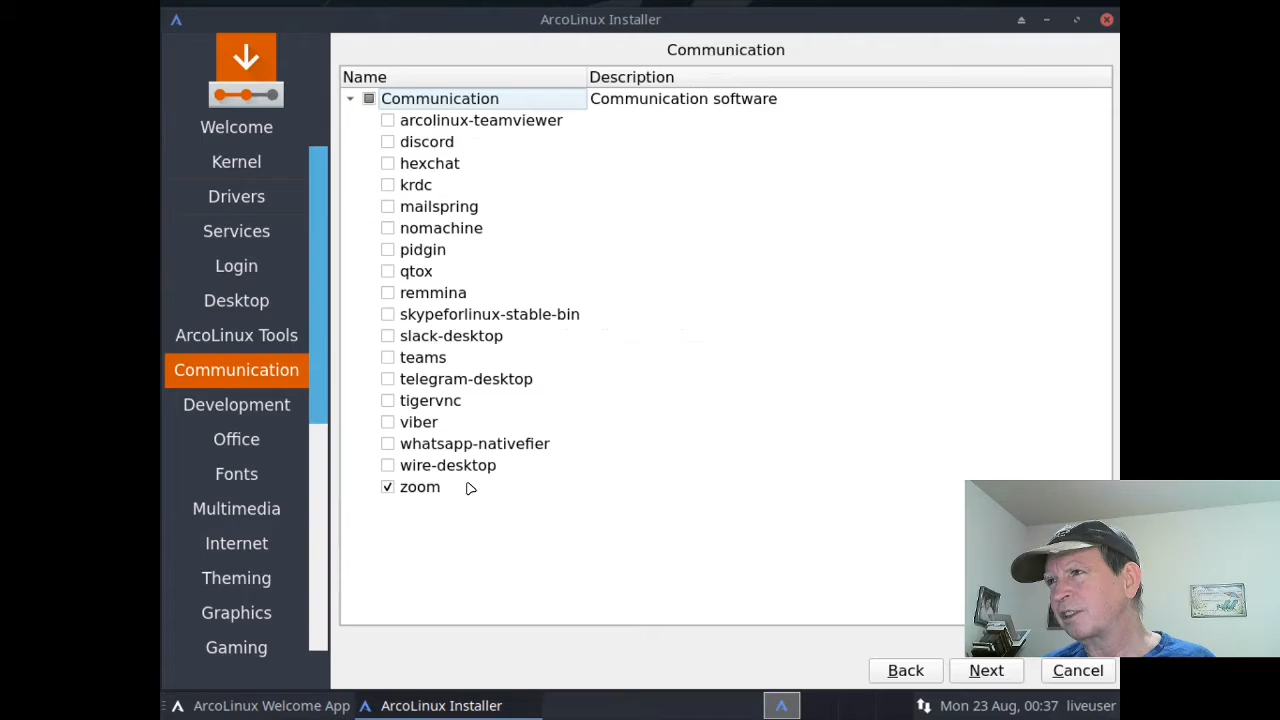 ArcoLinux Installer
Communication
Name Description
Communication Communication software
arcolinux-teamviewer
discord
hexchat
krdc
mailspring
nomachine
pidgin
qtox
remmina
skypeforlinux-stable-bin
slack-desktop
teams
telegram-desktop
tigervnc
viber
whatsapp-nativefier
wire-desktop
zoom
Welcome
Kernel
Drivers
Services
Login
Desktop
ArcoLinux Tools
Communication
Development
Office
Fonts
Multimedia
Internet
Theming
Graphics
Gaming
Back Next Cancel
ArcoLinux Welcome App ArcoLinux Installer Mon 23 Aug, 00:37 liveuser